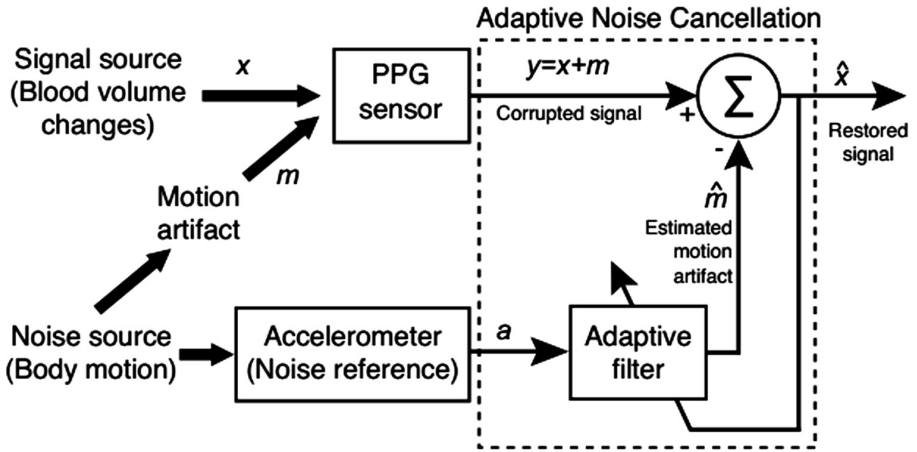 Adaptive Noise Cancellation
Signal source
(Blood volume
changes)
x
PPG
sensor
y=x+m
Corrupted signal
+
Σ
-
x̂
Restored
signal
m
Motion
artifact
m̂
Estimated
motion
artifact
Noise source
(Body motion)
Accelerometer
(Noise reference)
a
Adaptive
filter